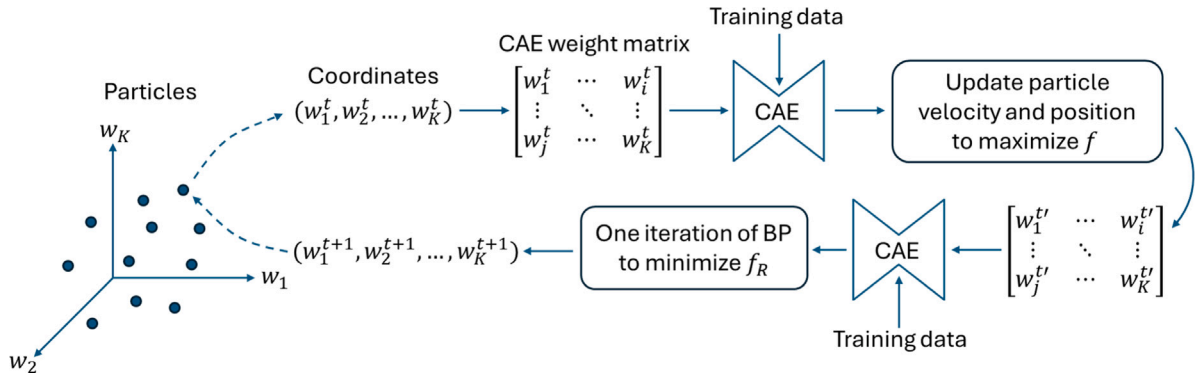 Particles
w_K
w_1
w_2
Coordinates
(w_1^t, w_2^t, …, w_K^t)
CAE weight matrix
[w_1^t ⋯ w_i^t
⋮ ⋱ ⋮
w_j^t ⋯ w_K^t]
Training data
CAE
Update particle
velocity and position
to maximize f
[w_1^{t′} ⋯ w_i^{t′}
⋮ ⋱ ⋮
w_j^{t′} ⋯ w_K^{t′}]
CAE
Training data
One iteration of BP
to minimize f_R
(w_1^{t+1}, w_2^{t+1}, …, w_K^{t+1})